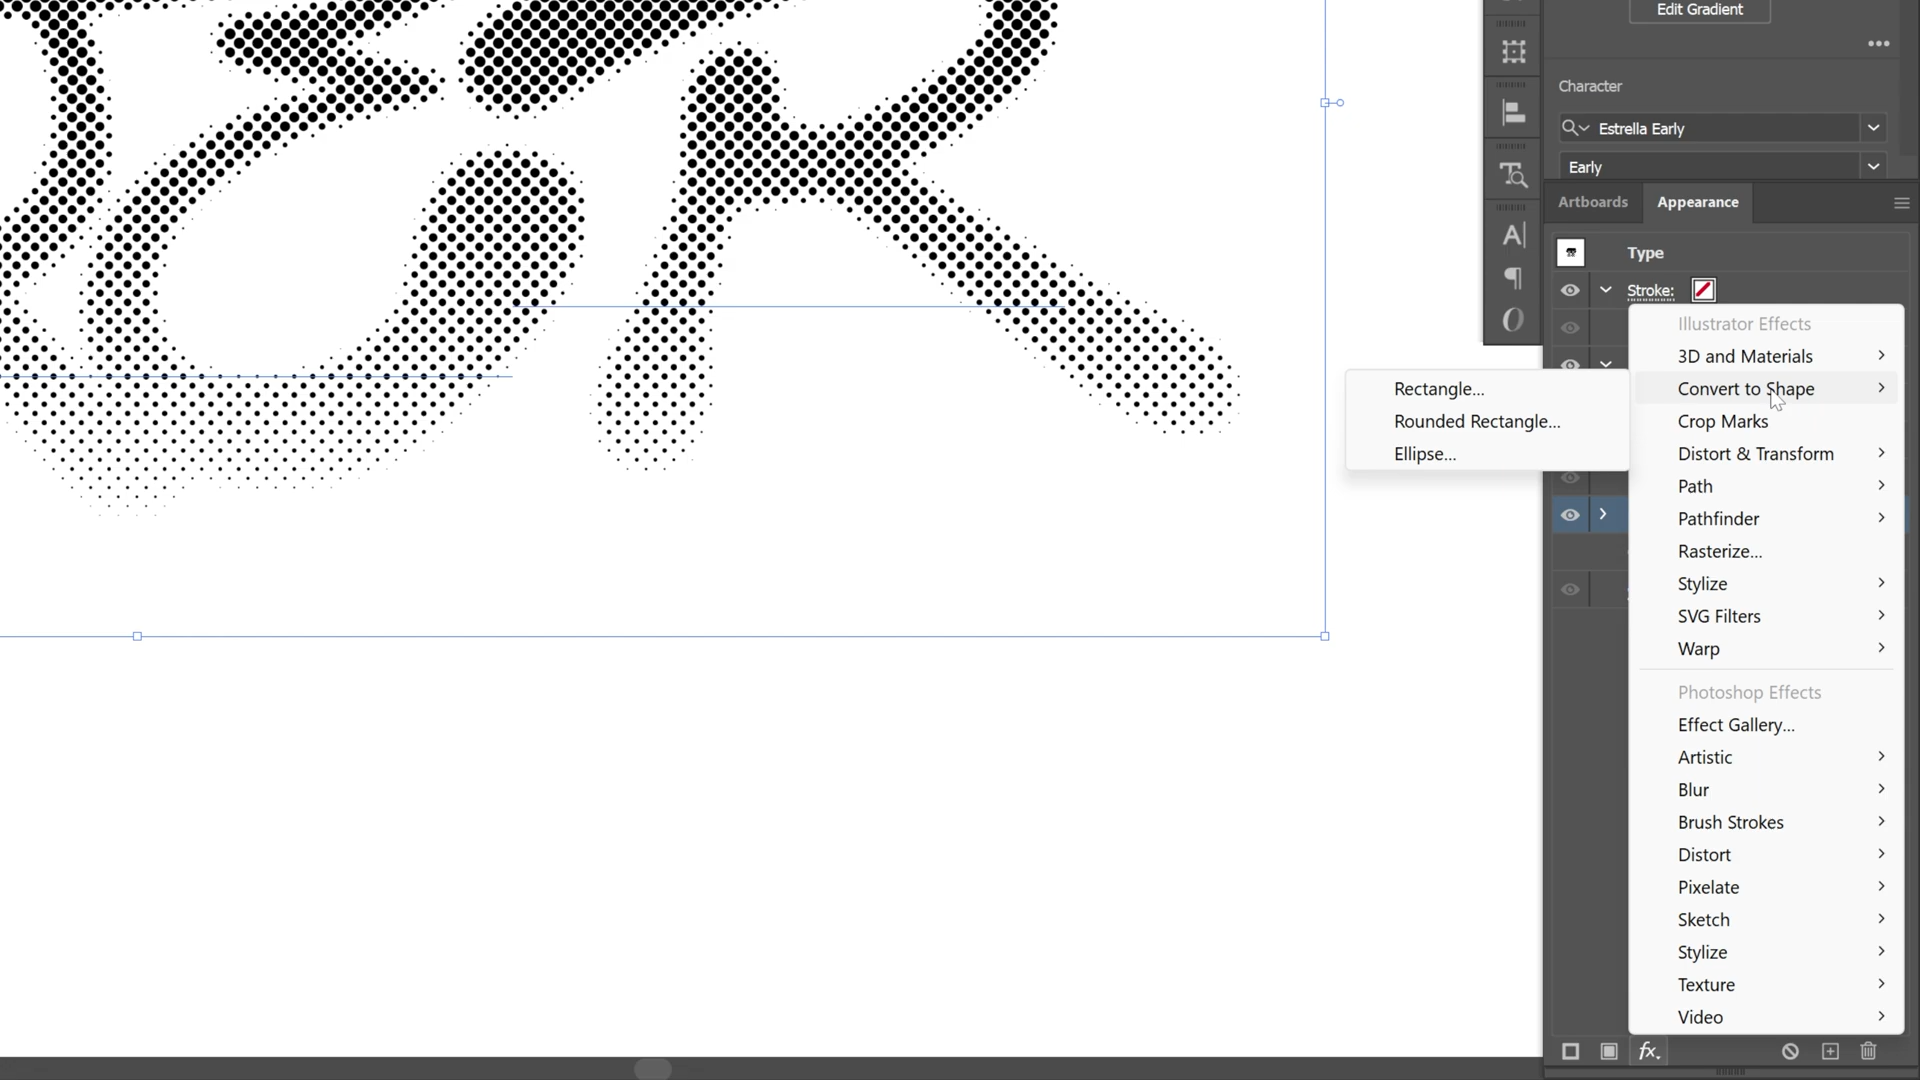 Edit Gradient
Character
Estrella Early
Early
Artboards
Appearance
Type
Stroke:
Illustrator Effects
3D and Materials
Convert to Shape
Crop Marks
Distort & Transform
Path
Pathfinder
Rasterize...
Stylize
SVG Filters
Warp
Rectangle...
Rounded Rectangle...
Ellipse...
Photoshop Effects
Effect Gallery...
Artistic
Blur
Brush Strokes
Distort
Pixelate
Sketch
Stylize
Texture
Video
fx